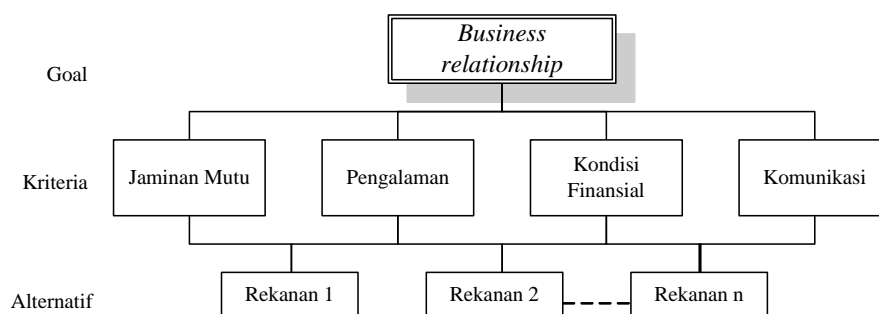 Business
relationship
Goal
Kriteria
Jaminan Mutu
Pengalaman
Kondisi
Finansial
Komunikasi
Alternatif
Rekanan 1
Rekanan 2
Rekanan n